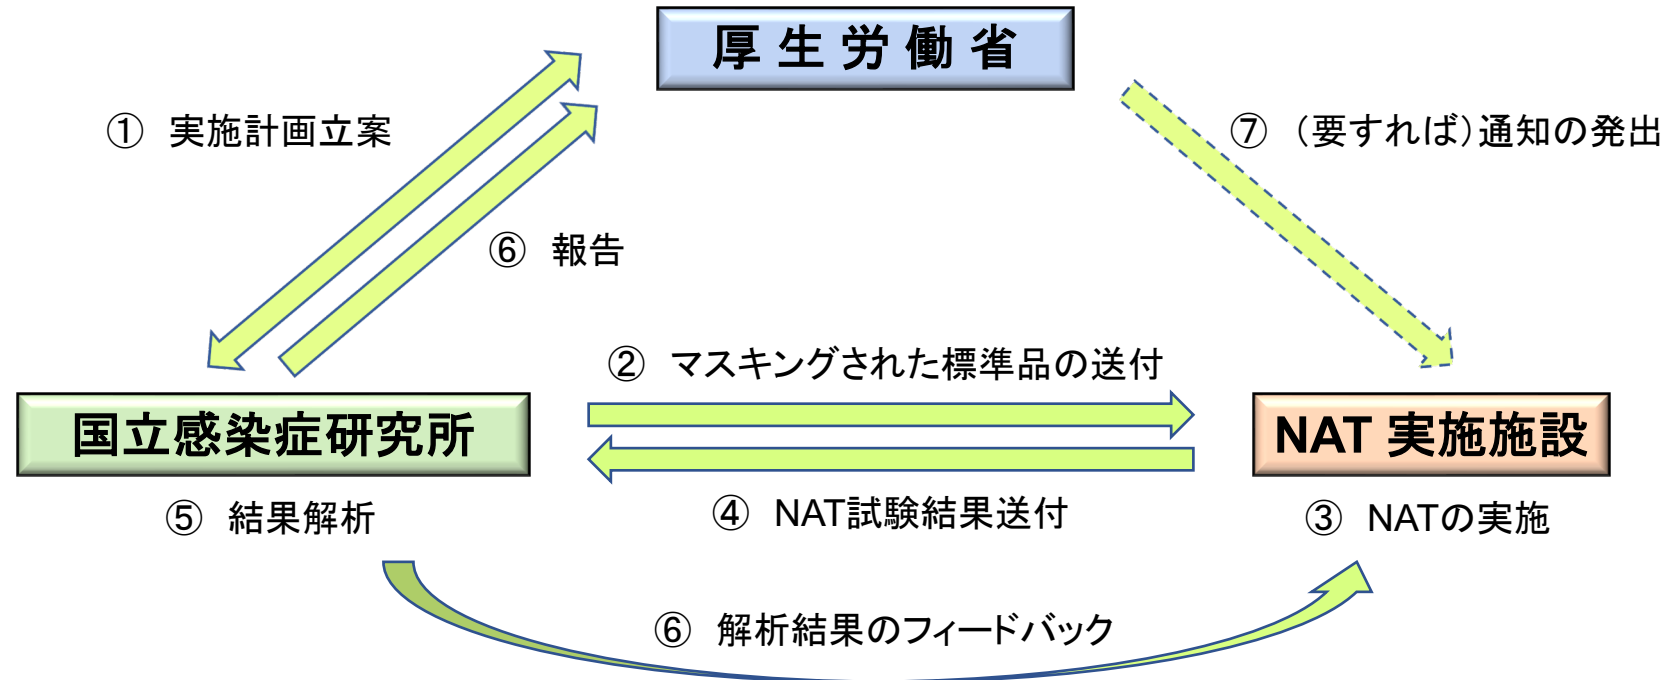 厚生労働省
① 実施計画立案
⑦ (要すれば)通知の発出
⑥ 報告
② マスキングされた標準品の送付
国立感染症研究所
NAT 実施施設
④ NAT試験結果送付
⑤ 結果解析
③ NATの実施
⑥ 解析結果のフィードバック